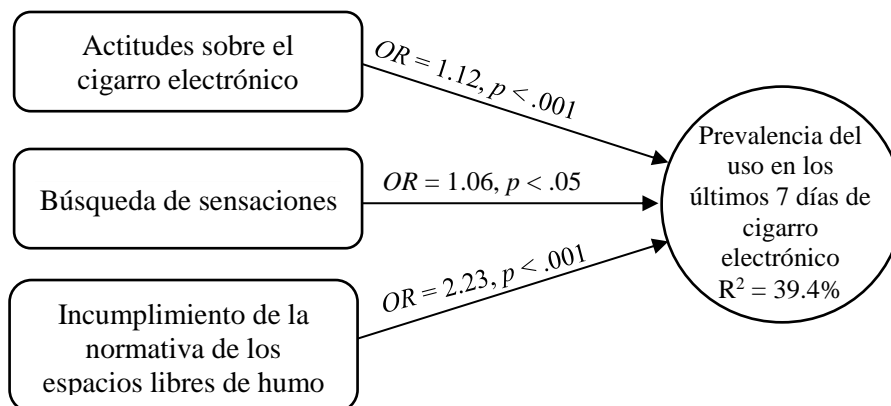 Actitudes sobre el
cigarro electrónico
OR = 1.12, p < .001
Búsqueda de sensaciones
OR = 1.06, p < .05
Incumplimiento de la
normativa de los
espacios libres de humo
OR = 2.23, p < .001
Prevalencia del
uso en los
últimos 7 días de
cigarro
electrónico
R² = 39.4%